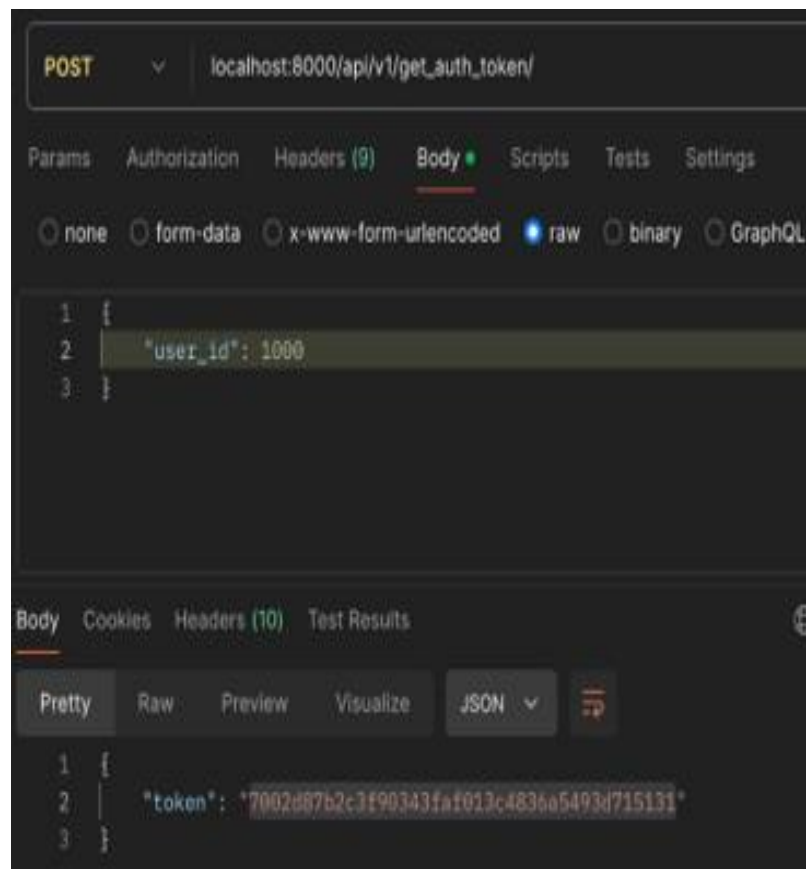 POST localhost:8000/api/v1/get_auth_token/
Params Authorization Headers (9) Body Scripts Tests Settings
none form-data x-www-form-urlencoded raw binary GraphQL
1 {
2 "user_id": 1000
3 }
Body Cookies Headers (10) Test Results
Pretty Raw Preview Visualize JSON
1 {
2 "token": "7002d87b2c3f90343faf013c4836a5493d715131"
3 }